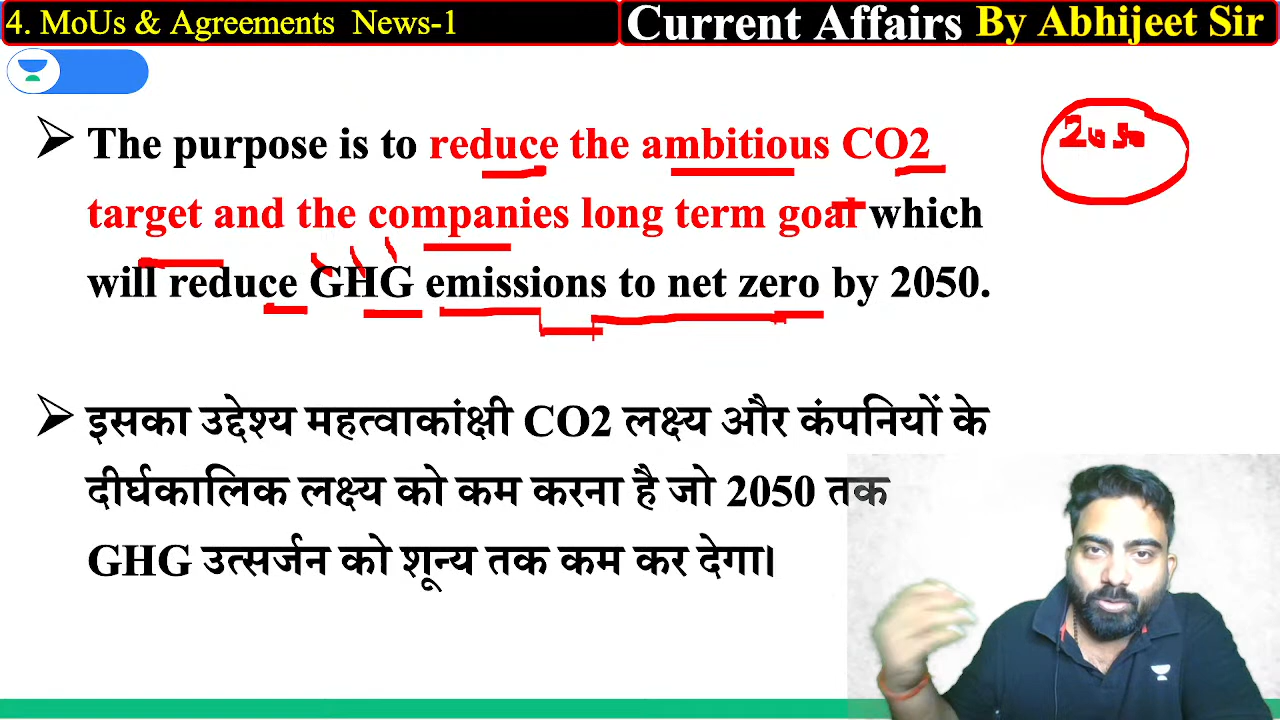 4. MoUs & Agreements News-1
Current Affairs By Abhijeet Sir
The purpose is to reduce the ambitious CO2
target and the companies long term goal which
will reduce GHG emissions to net zero by 2050.
2050
इसका उद्देश्य महत्वाकांक्षी CO2 लक्ष्य और कंपनियों के
दीर्घकालिक लक्ष्य को कम करना है जो 2050 तक
GHG उत्सर्जन को शून्य तक कम कर देगा।